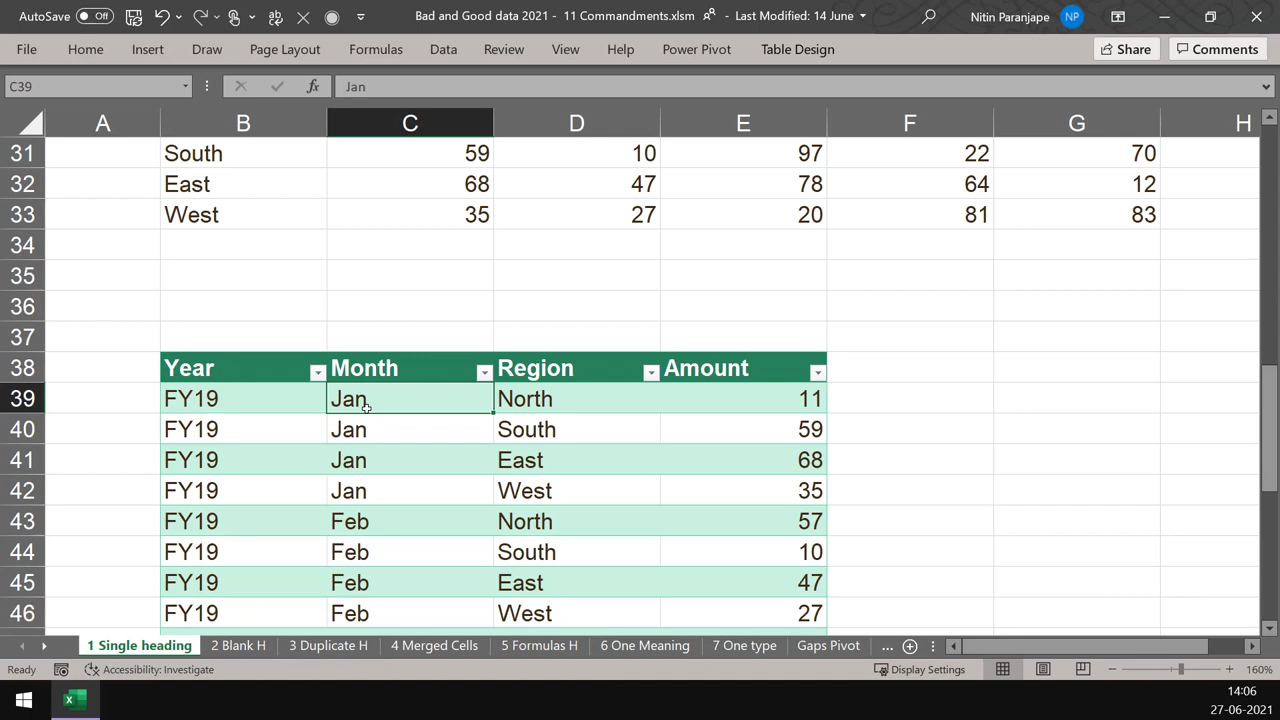 AutoSave Off Bad and Good data 2021 - 11 Commandments.xlsm Last Modified: 14 June Nitin Paranjape NP
File Home Insert Draw Page Layout Formulas Data Review View Help Power Pivot Table Design Share Comments
C39 fx Jan
A B C D E F G H
31 South 59 10 97 22 70
32 East 68 47 78 64 12
33 West 35 27 20 81 83
34
35
36
37
38 Year Month Region Amount
39 FY19 Jan North 11
40 FY19 Jan South 59
41 FY19 Jan East 68
42 FY19 Jan West 35
43 FY19 Feb North 57
44 FY19 Feb South 10
45 FY19 Feb East 47
46 FY19 Feb West 27
1 Single heading 2 Blank H 3 Duplicate H 4 Merged Cells 5 Formulas H 6 One Meaning 7 One type Gaps Pivot ...
Ready Accessibility: Investigate Display Settings 160%
14:06
27-06-2021